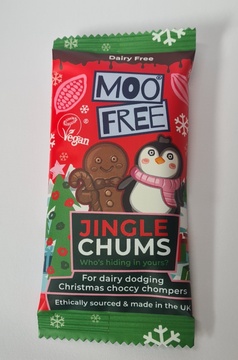 Dairy Free
MOO
FREE
®
Vegan
JINGLE
CHUMS
Who's hiding in yours?
For dairy dodging
Christmas choccy chompers
Ethically sourced & made in the UK